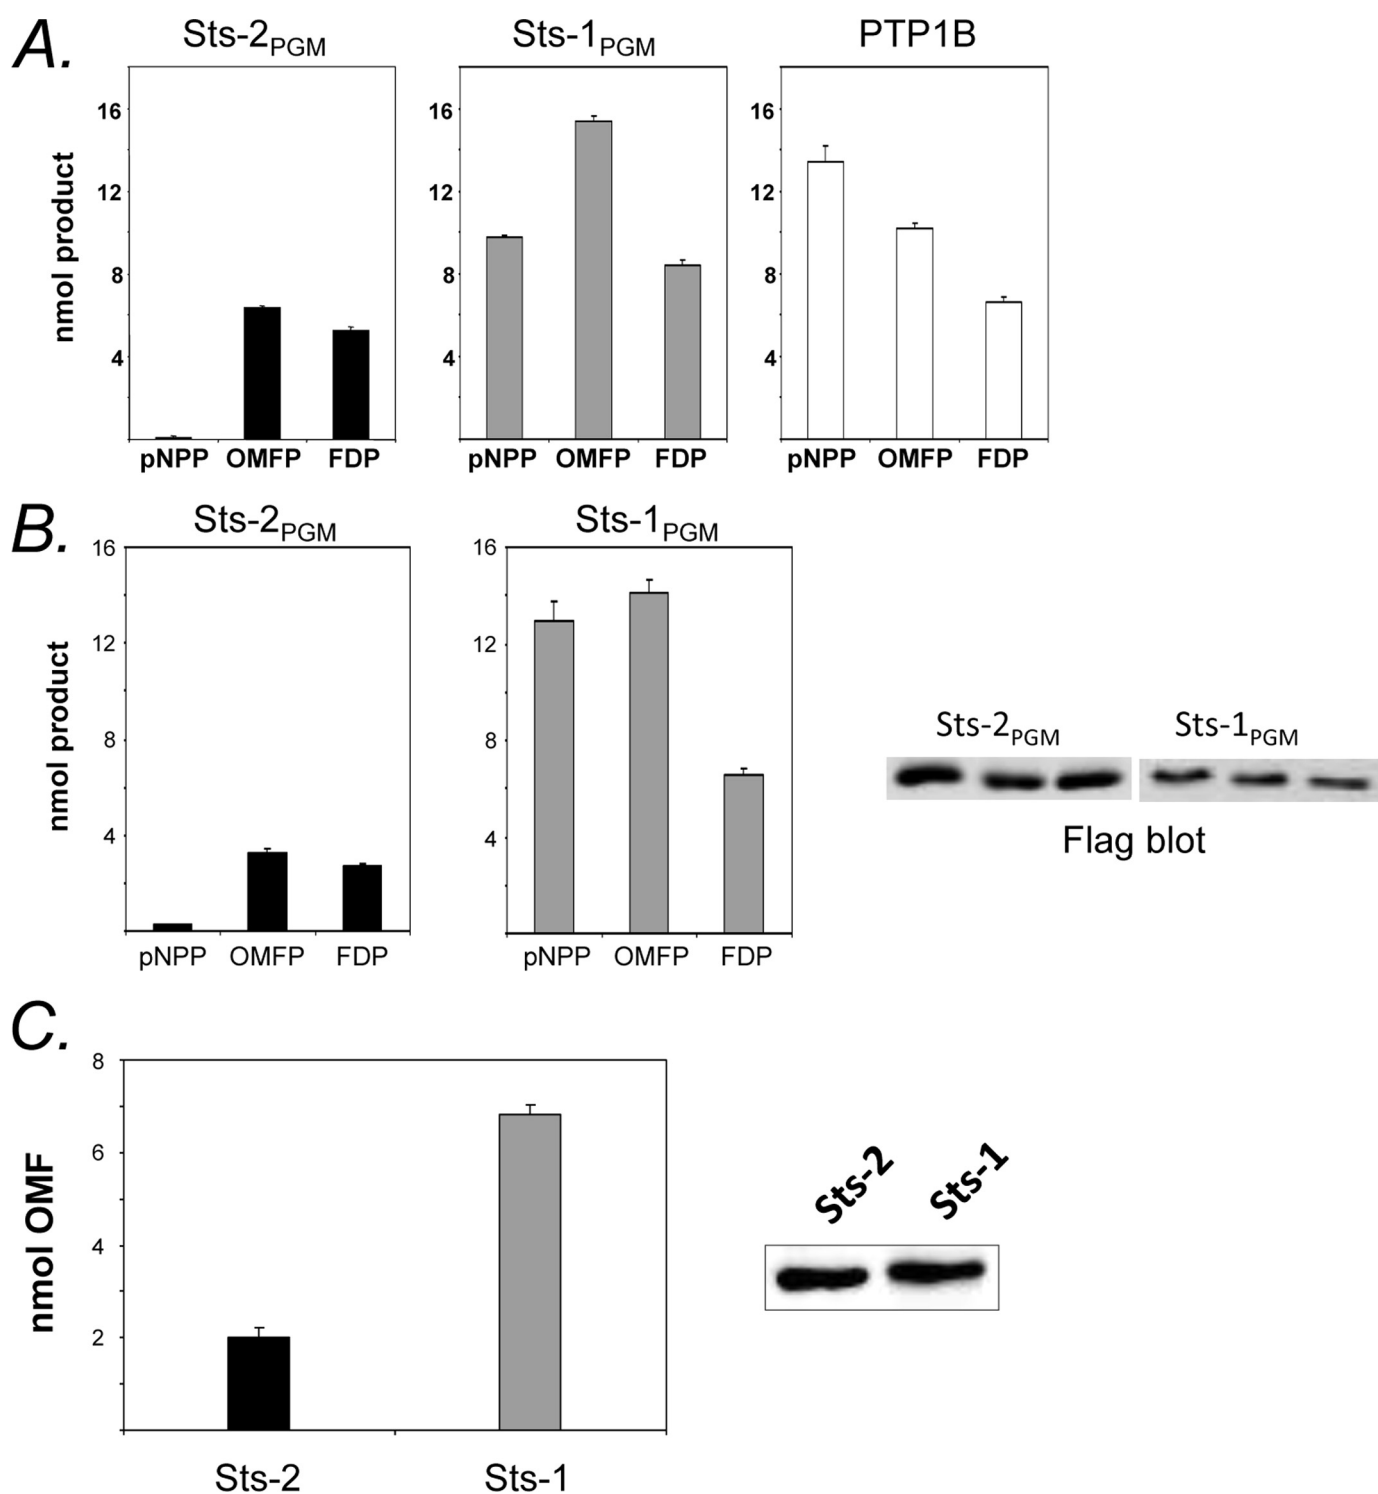 A.
Sts-2PGM Sts-1PGM PTP1B
nmol product
16 16 16
12 12 12
8 8 8
4 4 4
pNPP OMFP FDP pNPP OMFP FDP pNPP OMFP FDP
B.
Sts-2PGM Sts-1PGM
nmol product
16 16
12 12
8 8
4 4
pNPP OMFP FDP pNPP OMFP FDP
Sts-2PGM Sts-1PGM
Flag blot
C.
nmol OMF
8
6
4
2
Sts-2 Sts-1
Sts-2 Sts-1